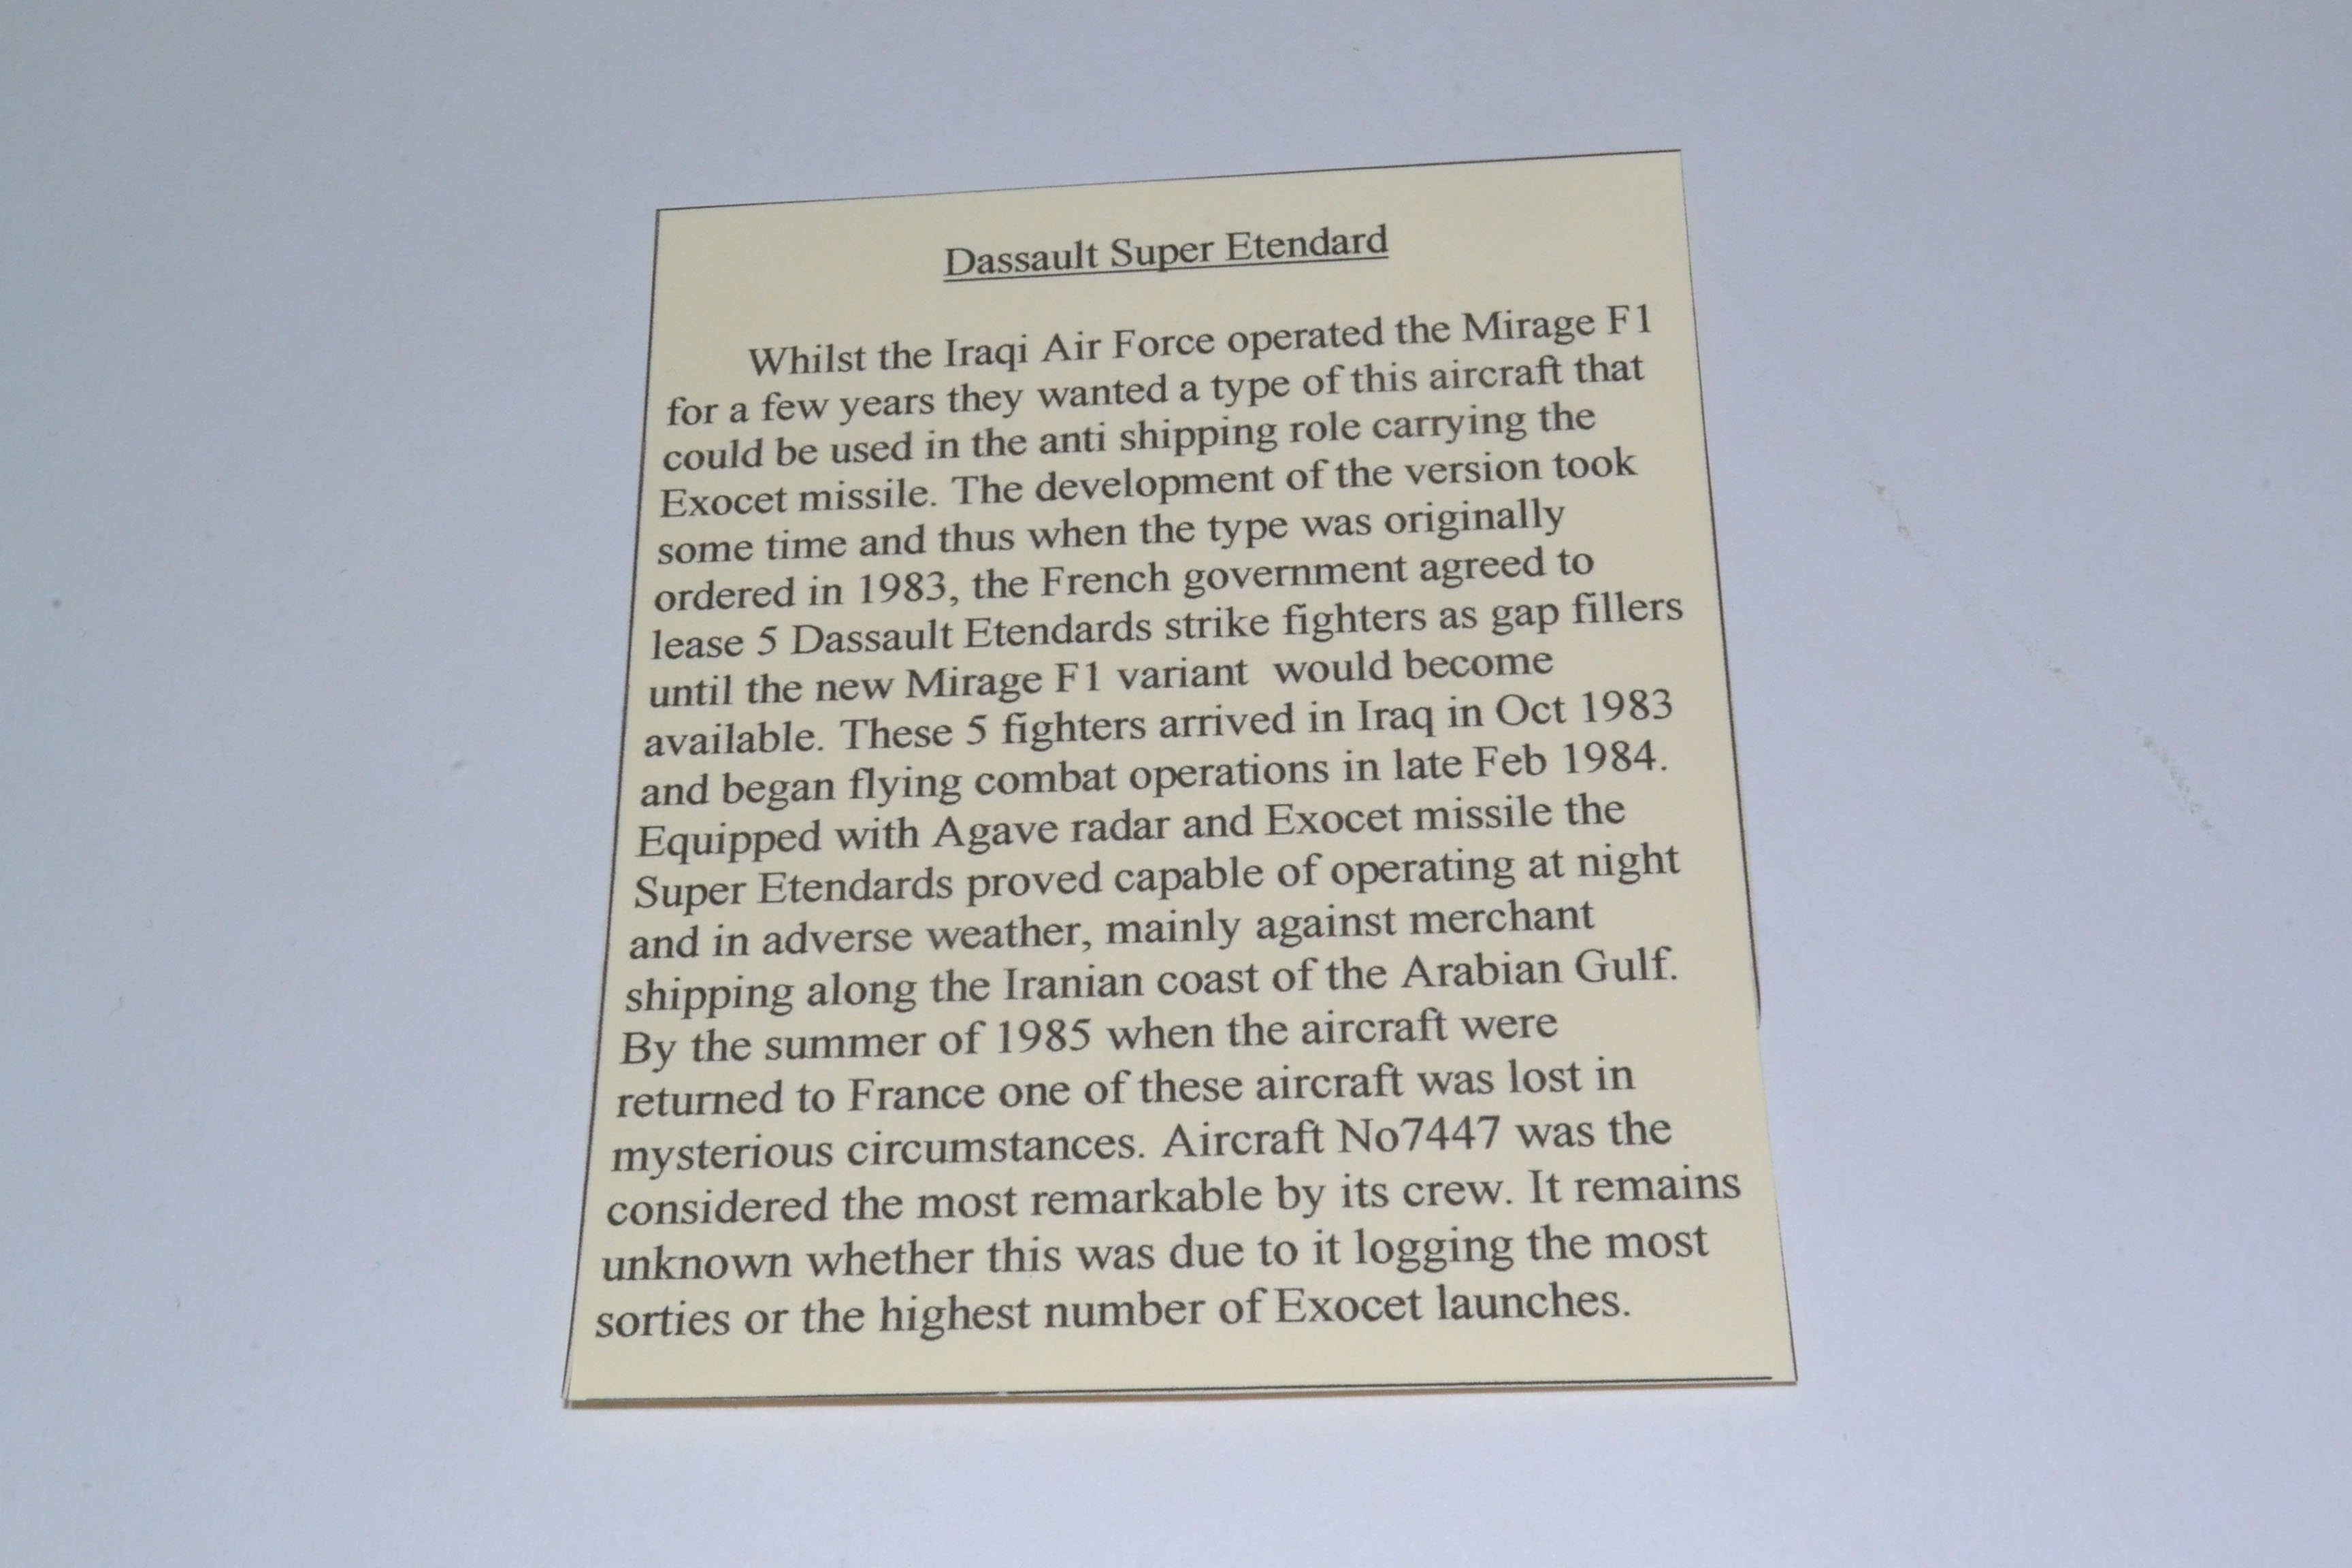 Dassault Super Etendard
Whilst the Iraqi Air Force operated the Mirage F1
for a few years they wanted a type of this aircraft that
could be used in the anti shipping role carrying the
Exocet missile. The development of the version took
some time and thus when the type was originally
ordered in 1983, the French government agreed to
lease 5 Dassault Etendards strike fighters as gap fillers
until the new Mirage F1 variant  would become
available. These 5 fighters arrived in Iraq in Oct 1983
and began flying combat operations in late Feb 1984.
Equipped with Agave radar and Exocet missile the
Super Etendards proved capable of operating at night
and in adverse weather, mainly against merchant
shipping along the Iranian coast of the Arabian Gulf.
By the summer of 1985 when the aircraft were
returned to France one of these aircraft was lost in
mysterious circumstances. Aircraft No7447 was the
considered the most remarkable by its crew. It remains
unknown whether this was due to it logging the most
sorties or the highest number of Exocet launches.